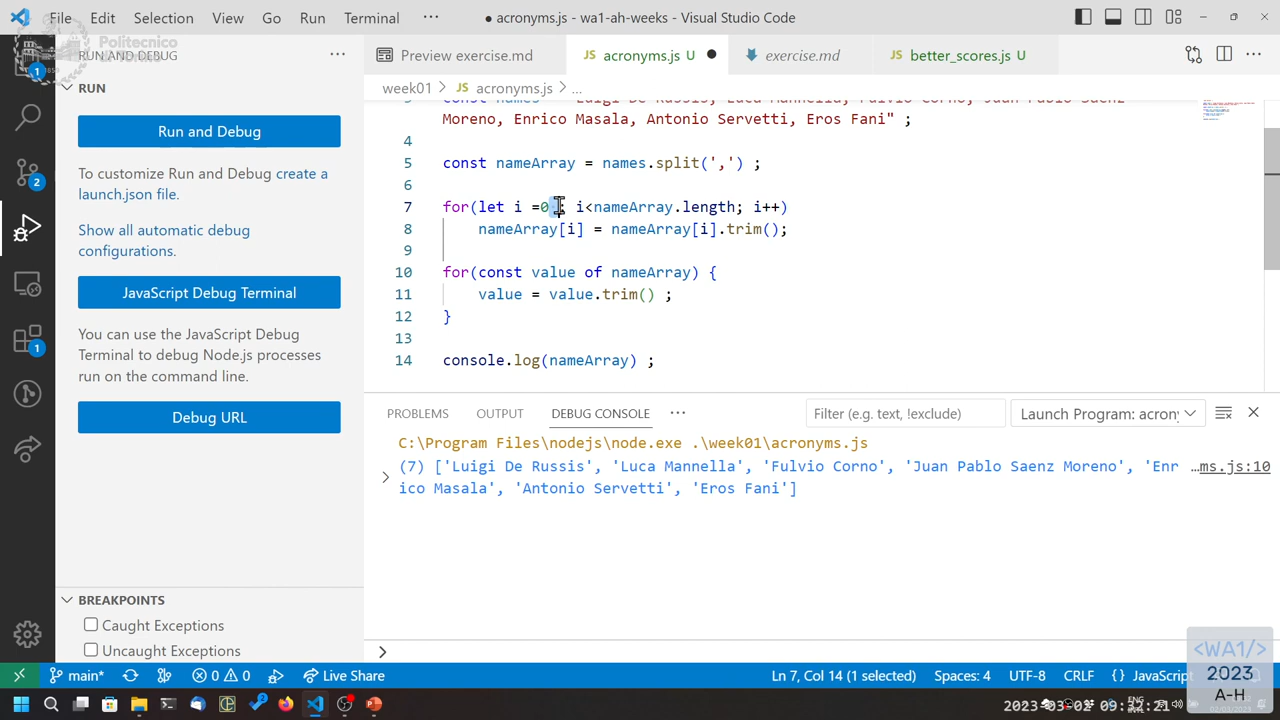 File Edit Selection View Go Run Terminal ··· ● acronyms.js - wa1-ah-weeks - Visual Studio Code
Politecnico
RUN AND DEBUG ···
RUN
Run and Debug
To customize Run and Debug create a
launch.json file.
Show all automatic debug
configurations.
JavaScript Debug Terminal
You can use the JavaScript Debug
Terminal to debug Node.js processes
run on the command line.
Debug URL
BREAKPOINTS
Caught Exceptions
Uncaught Exceptions
1
2
1
Preview exercise.md JS acronyms.js U ● exercise.md JS better_scores.js U ···
week01 > JS acronyms.js > ...
Moreno, Enrico Masala, Antonio Servetti, Eros Fani" ;
4
5 const nameArray = names.split(',') ;
6
7 for(let i =0 ; i<nameArray.length; i++)
8 nameArray[i] = nameArray[i].trim();
9
10 for(const value of nameArray) {
11 value = value.trim() ;
12 }
13
14 console.log(nameArray) ;
PROBLEMS OUTPUT DEBUG CONSOLE ··· Filter (e.g. text, !exclude) Launch Program: acrony
C:\Program Files\nodejs\node.exe .\week01\acronyms.js
(7) ['Luigi De Russis', 'Luca Mannella', 'Fulvio Corno', 'Juan Pablo Saenz Moreno', 'Enr …ms.js:10
ico Masala', 'Antonio Servetti', 'Eros Fani']
>
main* 0 0 Live Share Ln 7, Col 14 (1 selected) Spaces: 4 UTF-8 CRLF {} JavaScript
<WA1/>
2023
A-H